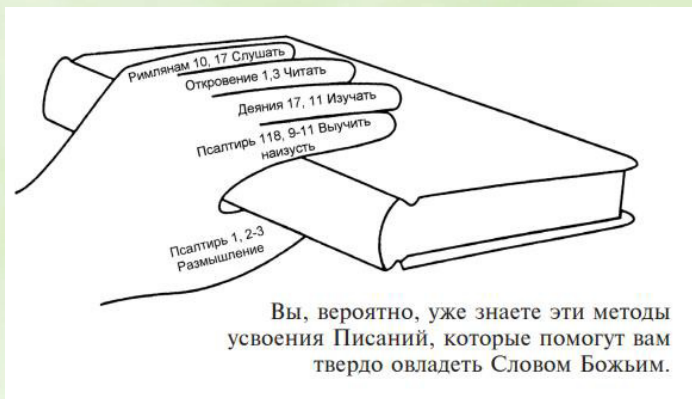 Римлянам 10, 17 Слушать
Откровение 1,3 Читать
Деяния 17, 11 Изучать
Псалтирь 118, 9-11 Выучить
наизусть
Псалтирь 1, 2-3
Размышление
Вы, вероятно, уже знаете эти методы
усвоения Писаний, которые помогут вам
твердо овладеть Словом Божьим.